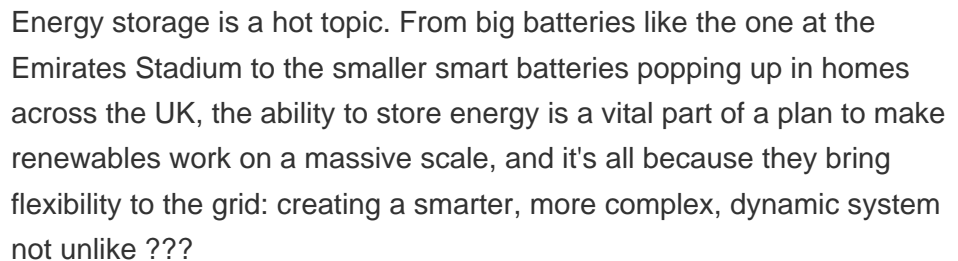 Energy storage is a hot topic. From big batteries like the one at the
Emirates Stadium to the smaller smart batteries popping up in homes
across the UK, the ability to store energy is a vital part of a plan to make
renewables work on a massive scale, and it's all because they bring
flexibility to the grid: creating a smarter, more complex, dynamic system
not unlike ???